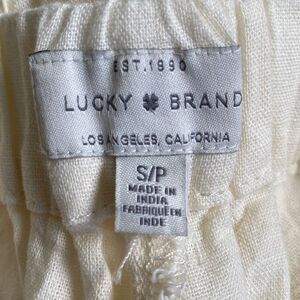 EST.1990
LUCKY BRAND
LOS ANGELES, CALIFORNIA
S/P
MADE IN
INDIA
FABRIQUÉ EN
INDE